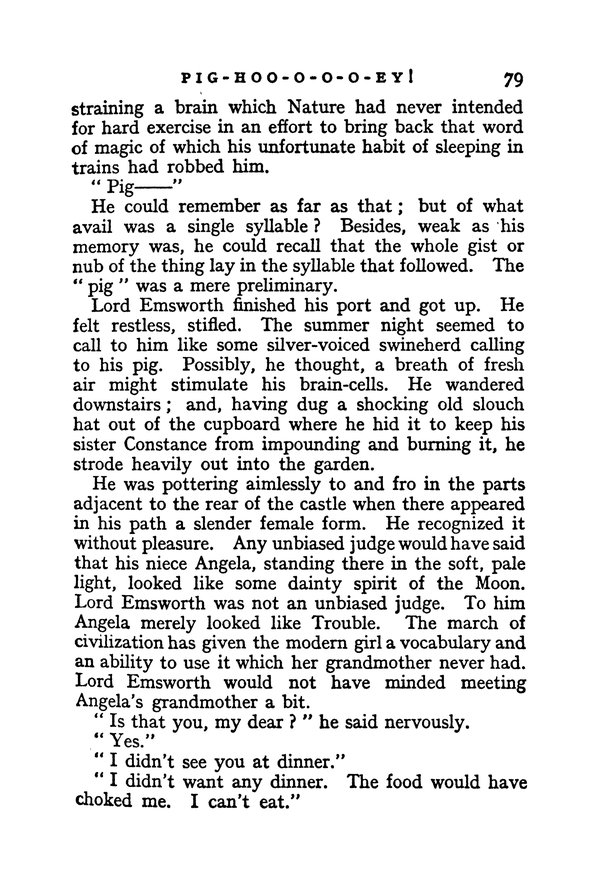 PIG-HOO-O-O-O-EY! 79
straining a brain which Nature had never intended
for hard exercise in an effort to bring back that word
of magic of which his unfortunate habit of sleeping in
trains had robbed him.
“ Pig——”
He could remember as far as that ; but of what
avail was a single syllable ? Besides, weak as his
memory was, he could recall that the whole gist or
nub of the thing lay in the syllable that followed. The
“ pig ” was a mere preliminary.
Lord Emsworth finished his port and got up. He
felt restless, stifled. The summer night seemed to
call to him like some silver-voiced swineherd calling
to his pig. Possibly, he thought, a breath of fresh
air might stimulate his brain-cells. He wandered
downstairs ; and, having dug a shocking old slouch
hat out of the cupboard where he hid it to keep his
sister Constance from impounding and burning it, he
strode heavily out into the garden.
He was pottering aimlessly to and fro in the parts
adjacent to the rear of the castle when there appeared
in his path a slender female form. He recognized it
without pleasure. Any unbiased judge would have said
that his niece Angela, standing there in the soft, pale
light, looked like some dainty spirit of the Moon.
Lord Emsworth was not an unbiased judge. To him
Angela merely looked like Trouble. The march of
civilization has given the modern girl a vocabulary and
an ability to use it which her grandmother never had.
Lord Emsworth would not have minded meeting
Angela's grandmother a bit.
“ Is that you, my dear ? ” he said nervously.
“ Yes.”
“ I didn't see you at dinner.”
“ I didn't want any dinner. The food would have
choked me. I can't eat.”